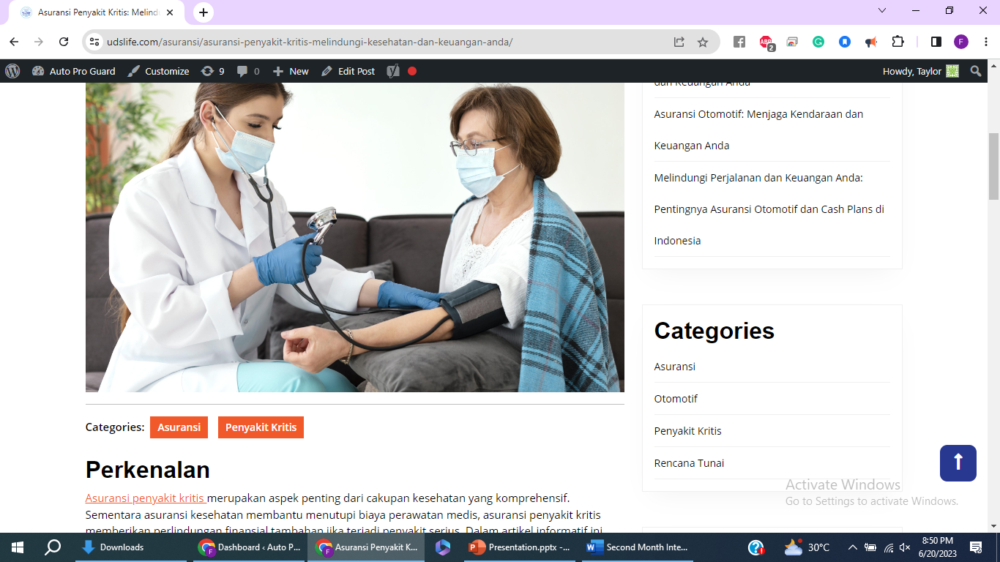 Asuransi Penyakit Kritis: Melind
udslife.com/asuransi/asuransi-penyakit-kritis-melindungi-kesehatan-dan-keuangan-anda/
ABP
2
F
Auto Pro Guard
Customize
9
0
New
Edit Post
Howdy, Taylor
dan Keuangan Anda
Asuransi Otomotif: Menjaga Kendaraan dan
Keuangan Anda
Melindungi Perjalanan dan Keuangan Anda:
Pentingnya Asuransi Otomotif dan Cash Plans di
Indonesia
Categories
Asuransi
Otomotif
Penyakit Kritis
Rencana Tunai
Categories: Asuransi Penyakit Kritis
Perkenalan
Asuransi penyakit kritis merupakan aspek penting dari cakupan kesehatan yang komprehensif.
Sementara asuransi kesehatan membantu menutupi biaya perawatan medis, asuransi penyakit kritis
memberikan perlindungan finansial tambahan jika terjadi penyakit serius. Dalam artikel informatif ini
Activate Windows
Go to Settings to activate Windows.
Downloads
Dashboard ‹ Auto P...
Asuransi Penyakit K...
Presentation.pptx -...
Second Month Inte...
30°C
8:50 PM
6/20/2023